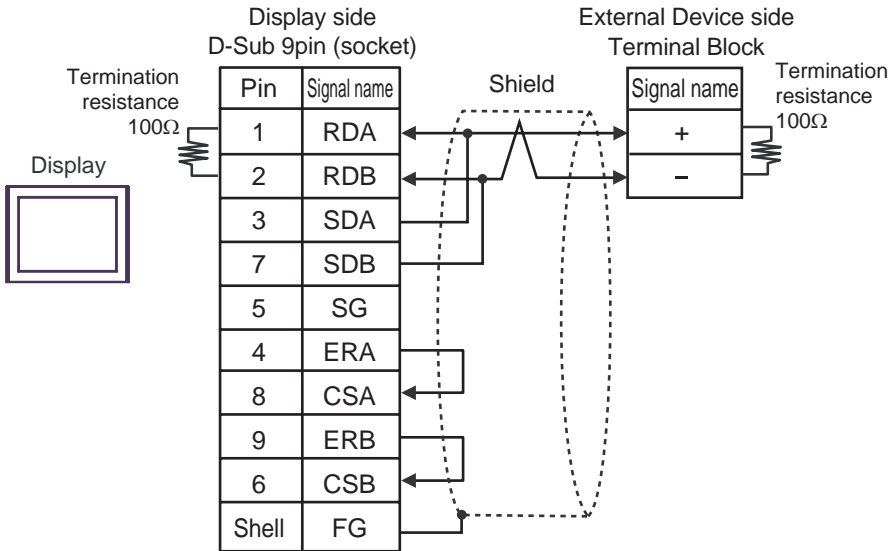 Display side
D-Sub 9pin (socket)
External Device side
Terminal Block
Termination
resistance
100Ω
Pin Signal name
1 RDA
2 RDB
3 SDA
7 SDB
5 SG
4 ERA
8 CSA
9 ERB
6 CSB
Shell FG
Display
Shield
Signal name
+
−
Termination
resistance
100Ω